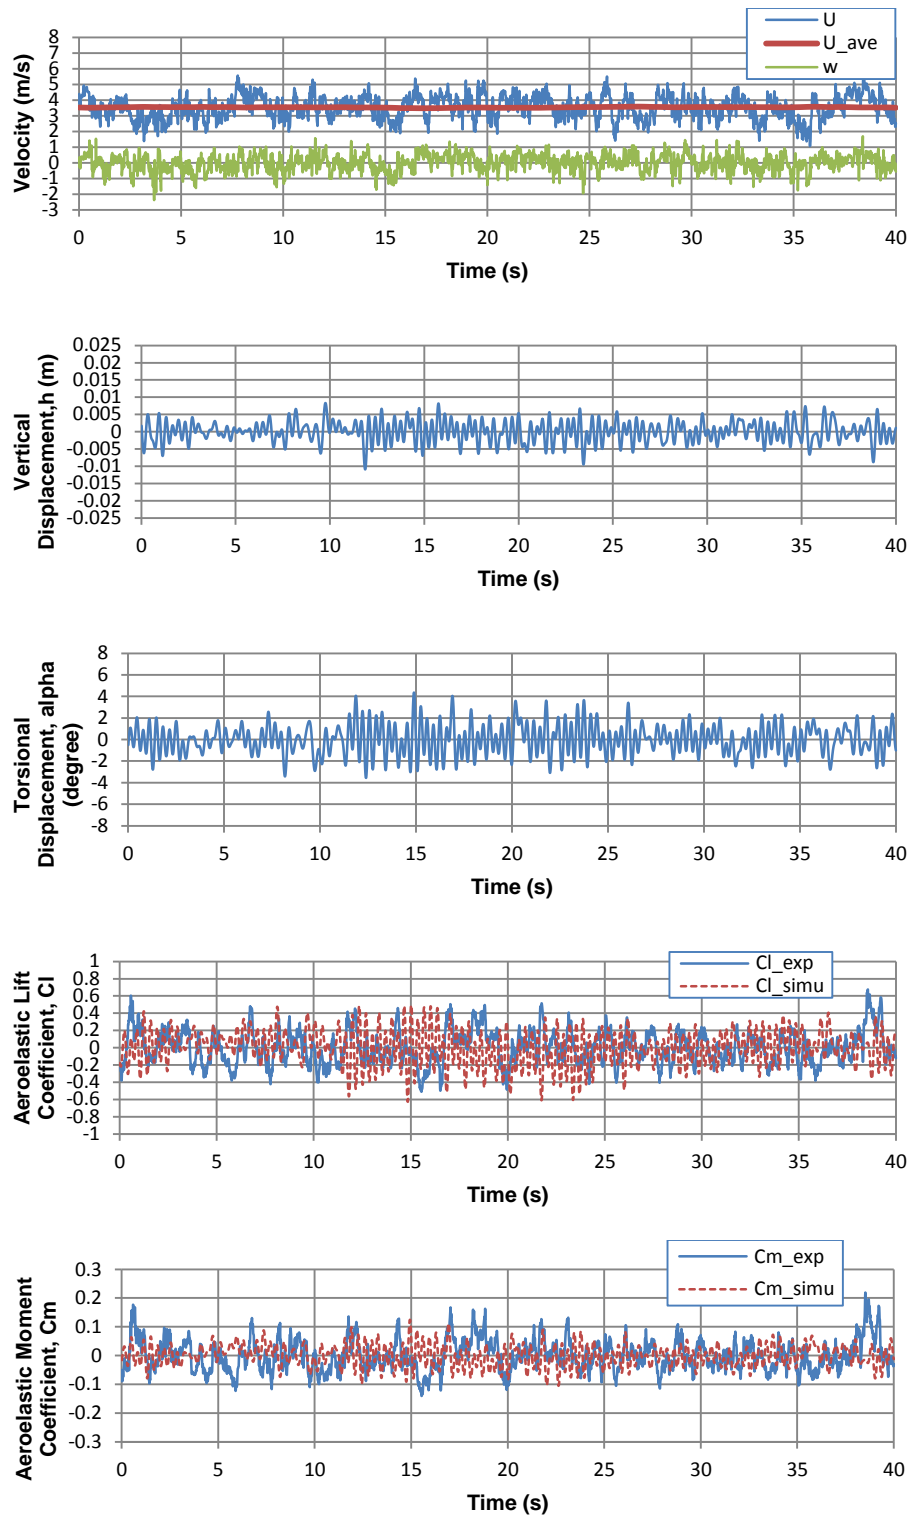 U
U_ave
w
Velocity (m/s)
8
7
6
5
4
3
2
1
0
-1
-2
-3
0 5 10 15 20 25 30 35 40
Time (s)
Vertical
Displacement,h (m)
0.025
0.02
0.015
0.01
0.005
0
-0.005
-0.01
-0.015
-0.02
-0.025
0 5 10 15 20 25 30 35 40
Time (s)
Torsional
Displacement, alpha
(degree)
8
6
4
2
0
-2
-4
-6
-8
0 5 10 15 20 25 30 35 40
Time (s)
Cl_exp
Cl_simu
Aeroelastic Lift
Coefficient, Cl
1
0.8
0.6
0.4
0.2
0
-0.2
-0.4
-0.6
-0.8
-1
0 5 10 15 20 25 30 35 40
Time (s)
Cm_exp
Cm_simu
Aeroelastic Moment
Coefficient, Cm
0.3
0.2
0.1
0
-0.1
-0.2
-0.3
0 5 10 15 20 25 30 35 40
Time (s)